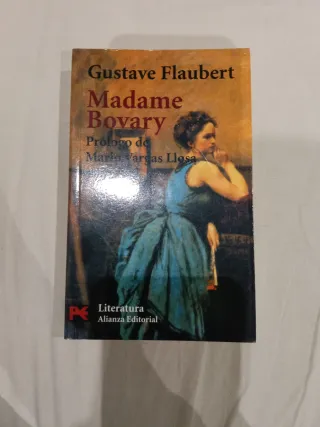 Gustave Flaubert
Madame
Bovary
Prólogo de
Mario Vargas Llosa
Literatura
Alianza Editorial